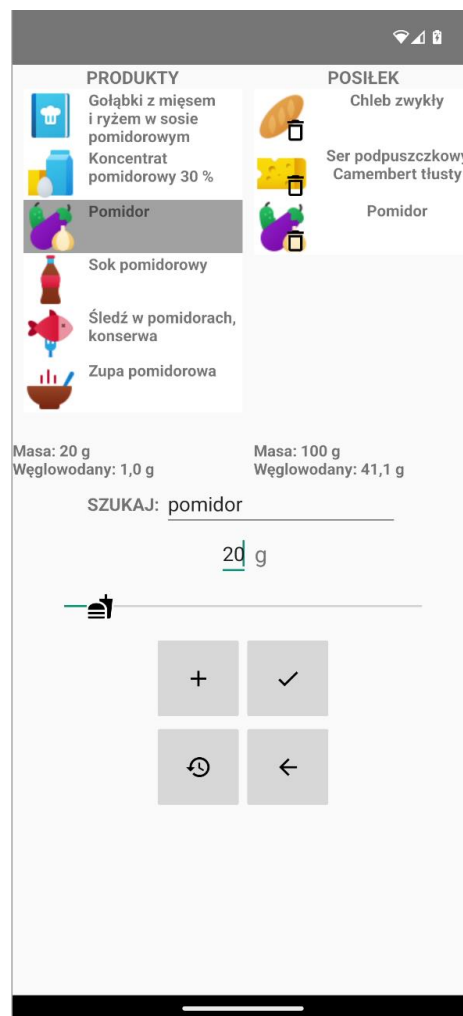 PRODUKTY
Gołąbki z mięsem
i ryżem w sosie
pomidorowym
Koncentrat
pomidorowy 30 %
Pomidor
Sok pomidorowy
Śledź w pomidorach,
konserwa
Zupa pomidorowa
POSIŁEK
Chleb zwykły
Ser podpuszczkowy
Camembert tłusty
Pomidor
Masa: 20 g
Węglowodany: 1,0 g
Masa: 100 g
Węglowodany: 41,1 g
SZUKAJ: pomidor
20 g